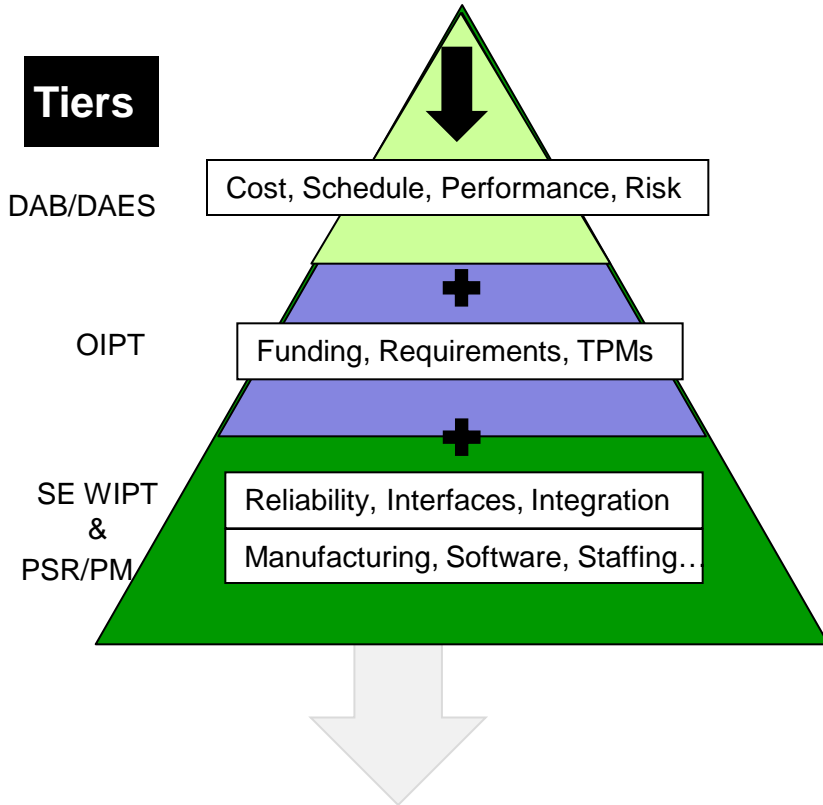 Tiers
DAB/DAES
Cost, Schedule, Performance, Risk
OIPT
Funding, Requirements, TPMs
SE WIPT
&
PSR/PM
Reliability, Interfaces, Integration
Manufacturing, Software, Staffing…